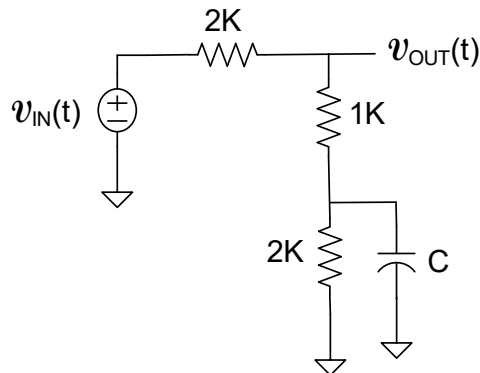 2K
v_OUT(t)
v_IN(t)
+
−
1K
2K
C